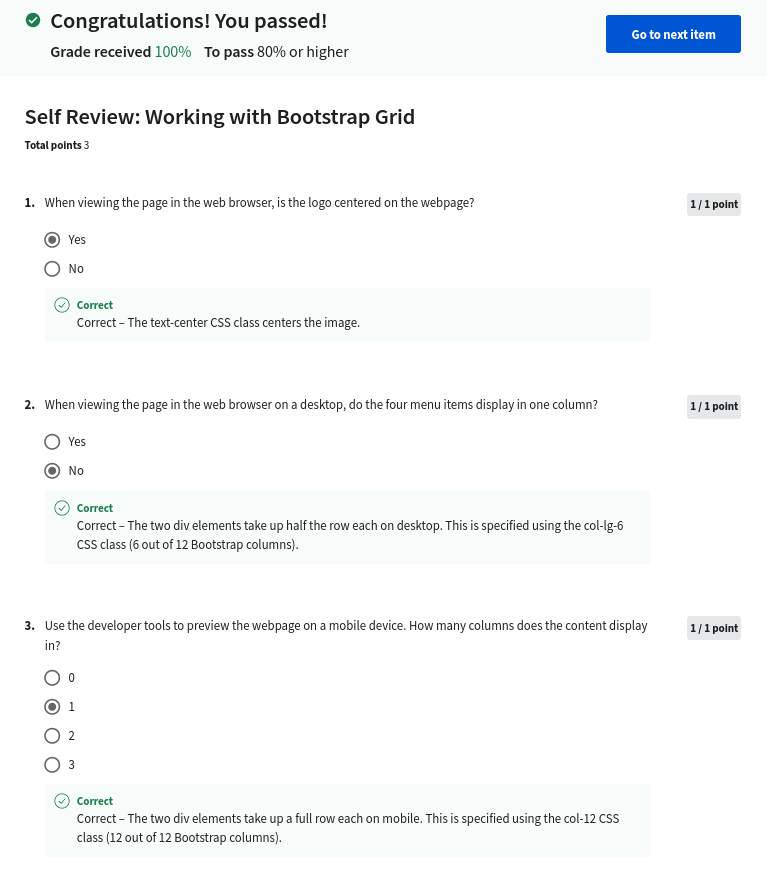 Congratulations! You passed!
Grade received 100% To pass 80% or higher
Go to next item
Self Review: Working with Bootstrap Grid
Total points 3
1. When viewing the page in the web browser, is the logo centered on the webpage?
1 / 1 point
Yes
No
Correct
Correct – The text-center CSS class centers the image.
2. When viewing the page in the web browser on a desktop, do the four menu items display in one column?
1 / 1 point
Yes
No
Correct
Correct – The two div elements take up half the row each on desktop. This is specified using the col-lg-6
CSS class (6 out of 12 Bootstrap columns).
3. Use the developer tools to preview the webpage on a mobile device. How many columns does the content display
in?
1 / 1 point
0
1
2
3
Correct
Correct – The two div elements take up a full row each on mobile. This is specified using the col-12 CSS
class (12 out of 12 Bootstrap columns).